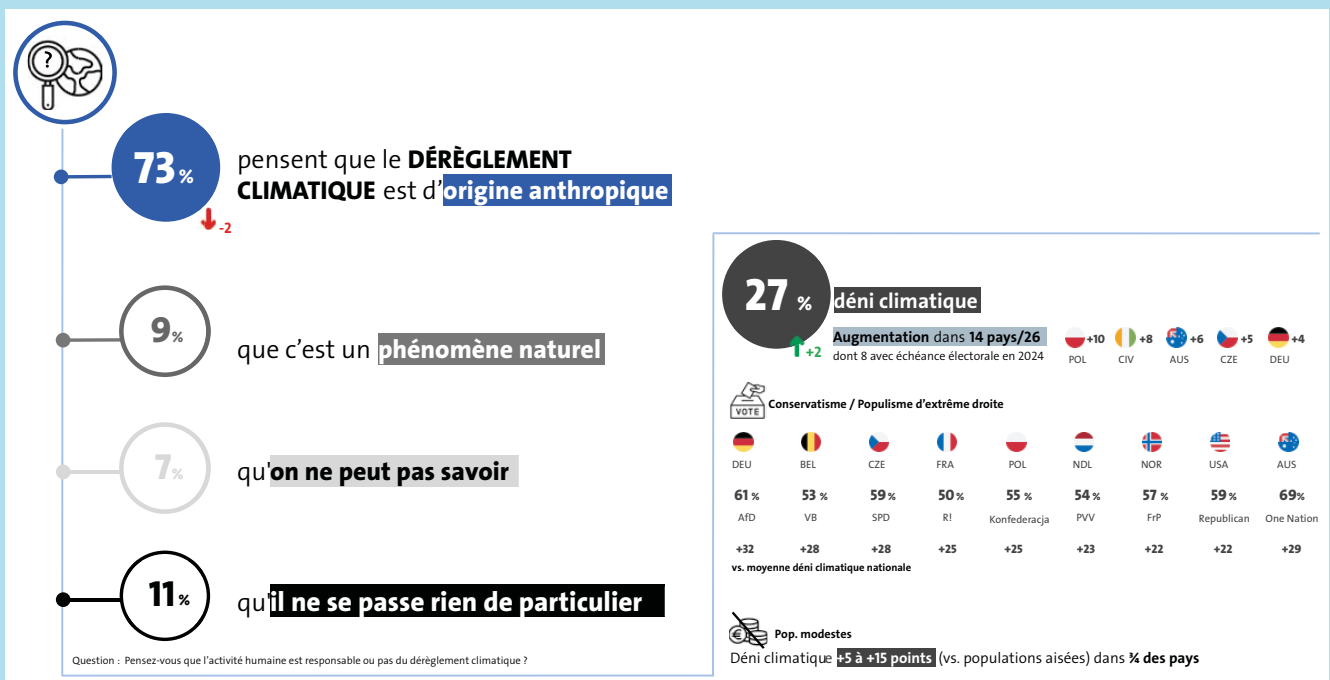 ?
73 %
pensent que le DÉRÈGLEMENT
CLIMATIQUE est d'origine anthropique
-2
9 %
que c'est un phénomène naturel
7 %
qu'on ne peut pas savoir
11 %
qu'il ne se passe rien de particulier
Question : Pensez-vous que l'activité humaine est responsable ou pas du dérèglement climatique ?
27 %
déni climatique
+2
Augmentation dans 14 pays/26
dont 8 avec échéance électorale en 2024
+10 +8 +6 +5 +4
POL CIV AUS CZE DEU
VOTE
Conservatisme / Populisme d'extrême droite
DEU BEL CZE FRA POL NDL NOR USA AUS
61 % 53 % 59 % 50 % 55 % 54 % 57 % 59 % 69%
AfD VB SPD R! Konfederacja PVV FrP Republican One Nation
+32 +28 +28 +25 +25 +23 +22 +22 +29
vs. moyenne déni climatique nationale
€
Pop. modestes
Déni climatique +5 à +15 points (vs. populations aisées) dans ¾ des pays